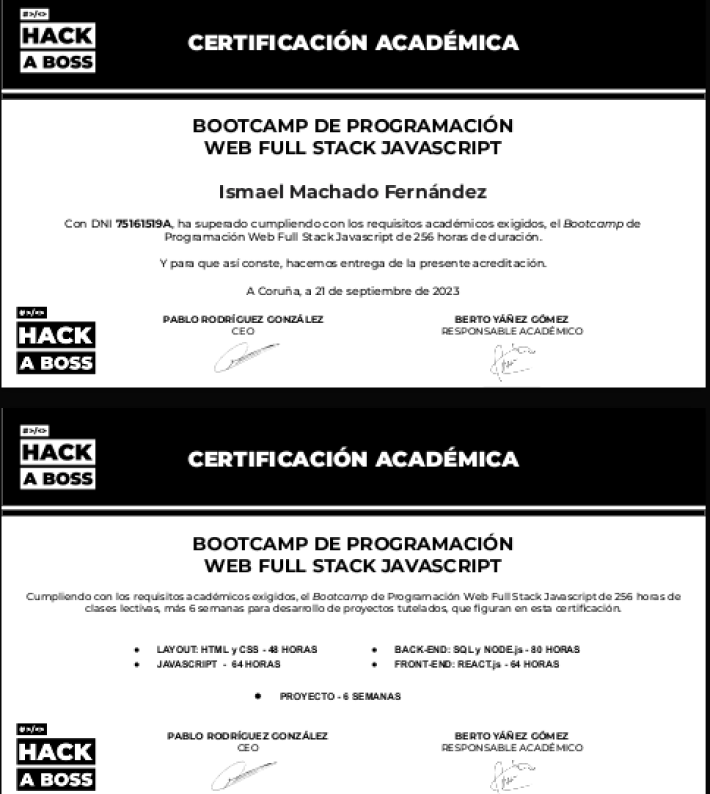 #>/<>
HACK
A BOSS
CERTIFICACIÓN ACADÉMICA
BOOTCAMP DE PROGRAMACIÓN
WEB FULL STACK JAVASCRIPT
Ismael Machado Fernández
Con DNI 75161519A, ha superado cumpliendo con los requisitos académicos exigidos, el Bootcamp de
Programación Web Full Stack Javascript de 256 horas de duración.
Y para que así conste, hacemos entrega de la presente acreditación.
A Coruña, a 21 de septiembre de 2023
PABLO RODRÍGUEZ GONZÁLEZ
CEO
BERTO YÁÑEZ GÓMEZ
RESPONSABLE ACADÉMICO
#>/<>
HACK
A BOSS
#>/<>
HACK
A BOSS
CERTIFICACIÓN ACADÉMICA
BOOTCAMP DE PROGRAMACIÓN
WEB FULL STACK JAVASCRIPT
Cumpliendo con los requisitos académicos exigidos, el Bootcamp de Programación Web Full Stack Javascript de 256 horas de
clases lectivas, más 6 semanas para desarrollo de proyectos tutelados, que figuran en esta certificación.
● LAYOUT: HTML y CSS - 48 HORAS
● JAVASCRIPT - 64 HORAS
● BACK-END: SQL y NODE.js - 80 HORAS
● FRONT-END: REACT.js - 64 HORAS
● PROYECTO - 6 SEMANAS
PABLO RODRÍGUEZ GONZÁLEZ
CEO
BERTO YÁÑEZ GÓMEZ
RESPONSABLE ACADÉMICO
#>/<>
HACK
A BOSS